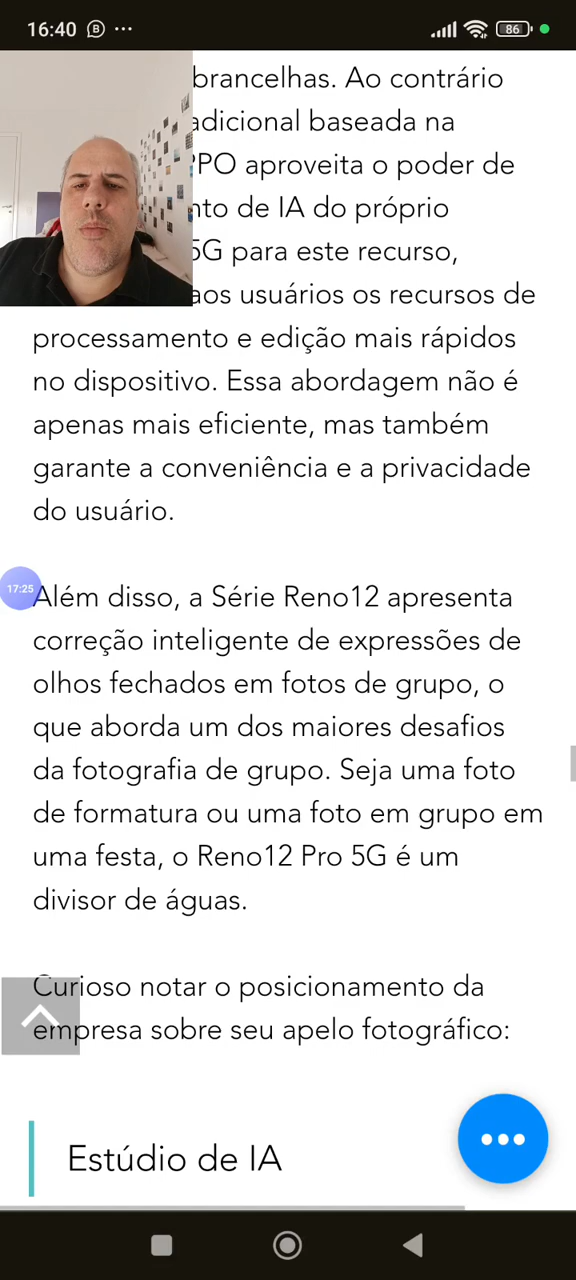 16:40
86
brancelhas. Ao contrário
adicional baseada na
PPO aproveita o poder de
nto de IA do próprio
5G para este recurso,
aos usuários os recursos de
processamento e edição mais rápidos
no dispositivo. Essa abordagem não é
apenas mais eficiente, mas também
garante a conveniência e a privacidade
do usuário.
17:25
Além disso, a Série Reno12 apresenta
correção inteligente de expressões de
olhos fechados em fotos de grupo, o
que aborda um dos maiores desafios
da fotografia de grupo. Seja uma foto
de formatura ou uma foto em grupo em
uma festa, o Reno12 Pro 5G é um
divisor de águas.
Curioso notar o posicionamento da
empresa sobre seu apelo fotográfico:
Estúdio de IA